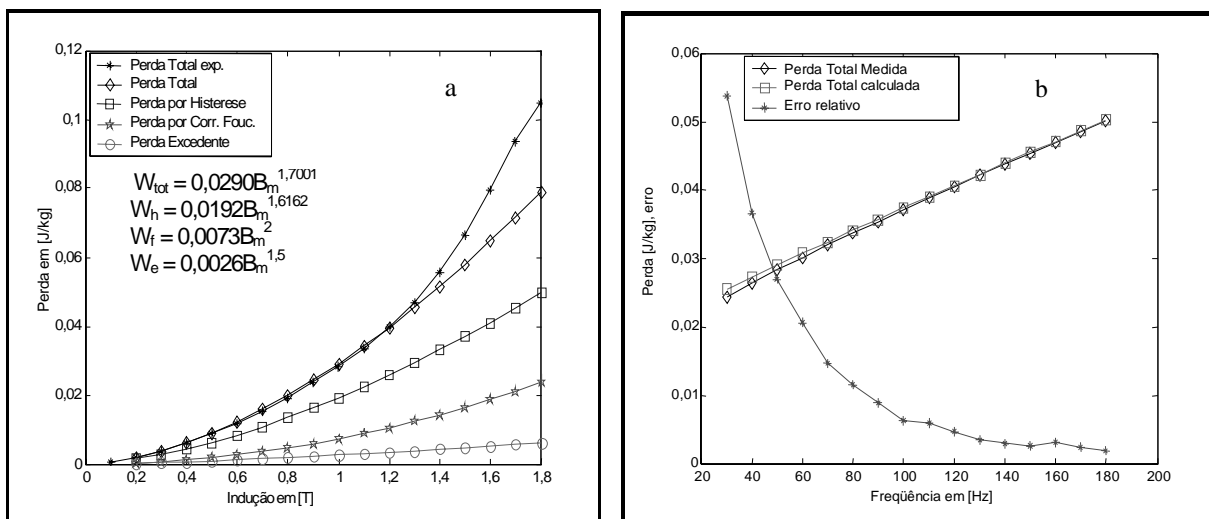 0,12
0,1
0,08
0,06
0,04
0,02
0
Perda em [J/kg]
Perda Total exp.
Perda Total
Perda por Histerese
Perda por Corr. Fouc.
Perda Excedente
a
W_tot = 0,0290B_m^1,7001
W_h = 0,0192B_m^1,6162
W_f = 0,0073B_m^2
W_e = 0,0026B_m^1,5
0 0,2 0,4 0,6 0,8 1 1,2 1,4 1,6 1,8
Indução em [T]
0,06
0,05
0,04
0,03
0,02
0,01
0
Perda [J/kg], erro
Perda Total Medida
Perda Total calculada
Erro relativo
b
20 40 60 80 100 120 140 160 180 200
Freqüência em [Hz]